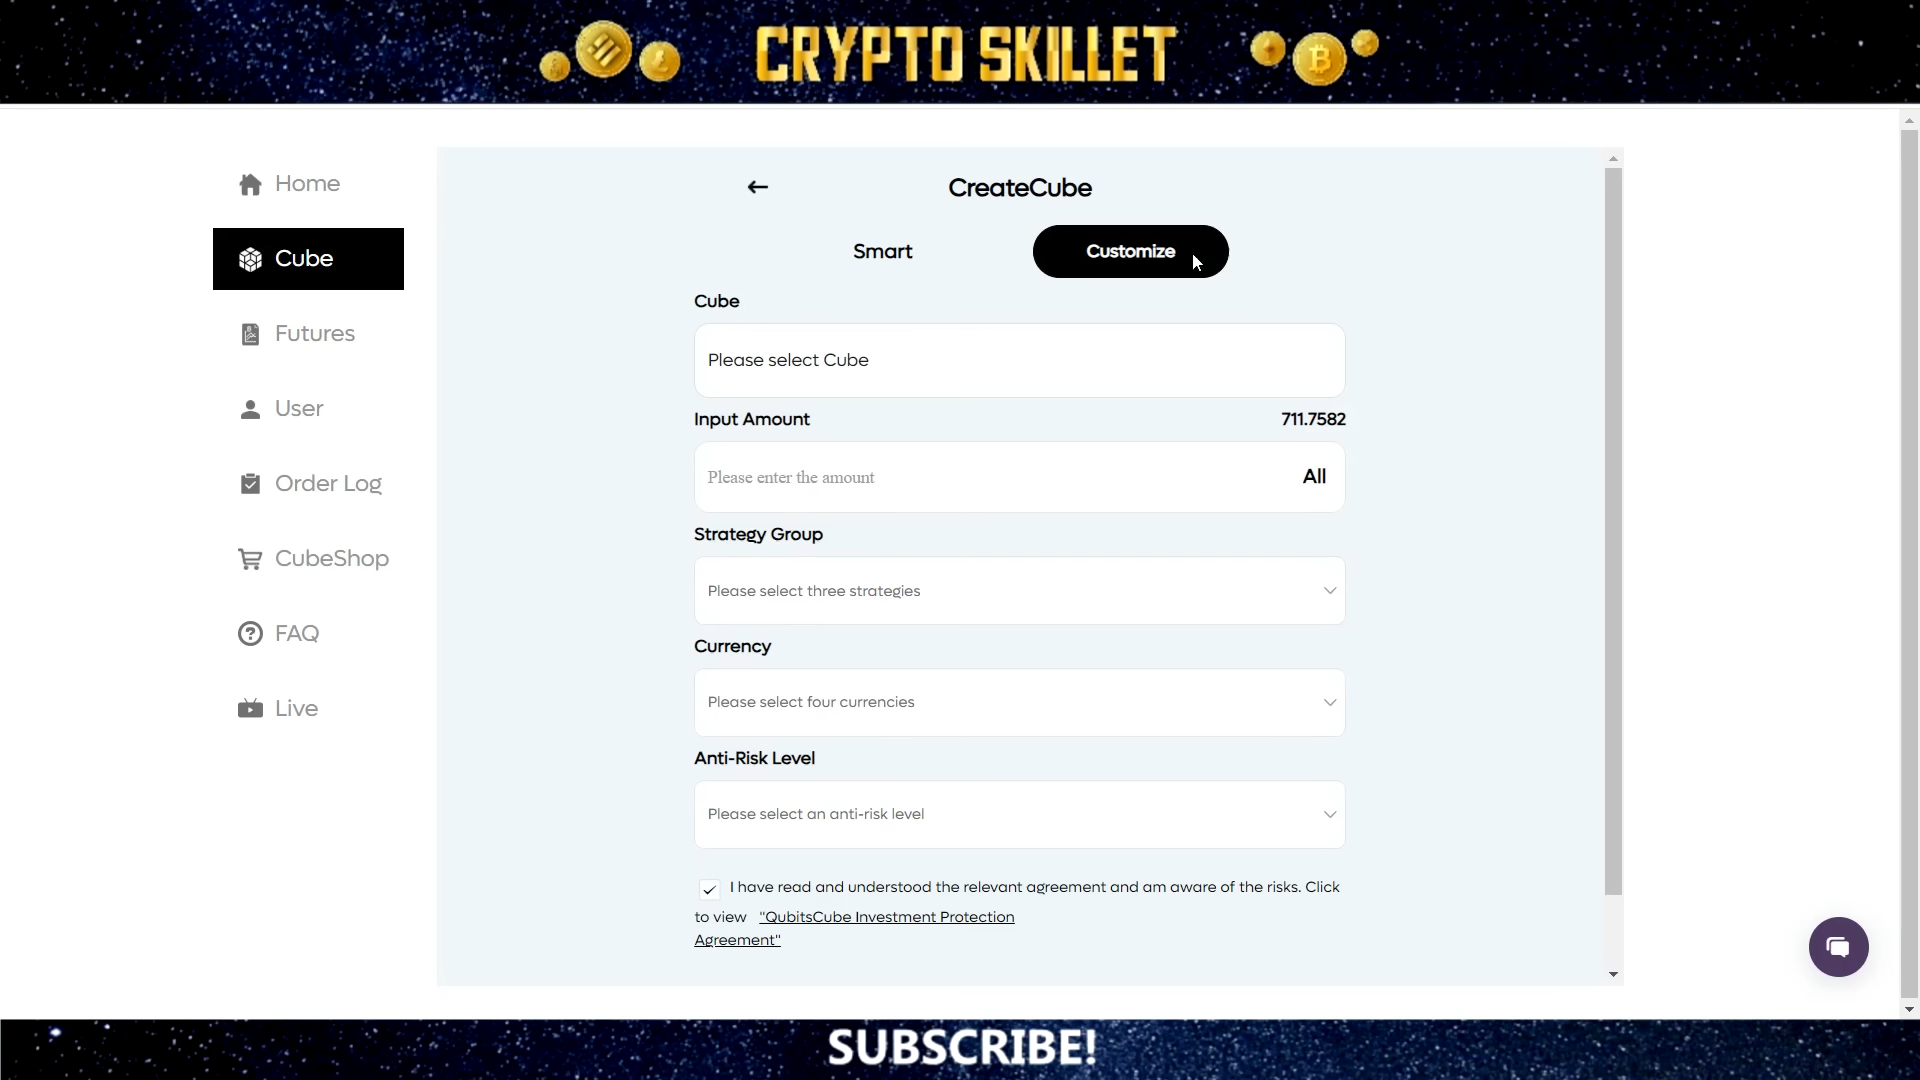 CRYPTO SKILLET
Home
Cube
Futures
User
Order Log
CubeShop
FAQ
Live
CreateCube
Smart
Customize
Cube
Please select Cube
Input Amount
711.7582
Please enter the amount
All
Strategy Group
Please select three strategies
Currency
Please select four currencies
Anti-Risk Level
Please select an anti-risk level
I have read and understood the relevant agreement and am aware of the risks. Click
to view "QubitsCube Investment Protection
Agreement"
SUBSCRIBE!